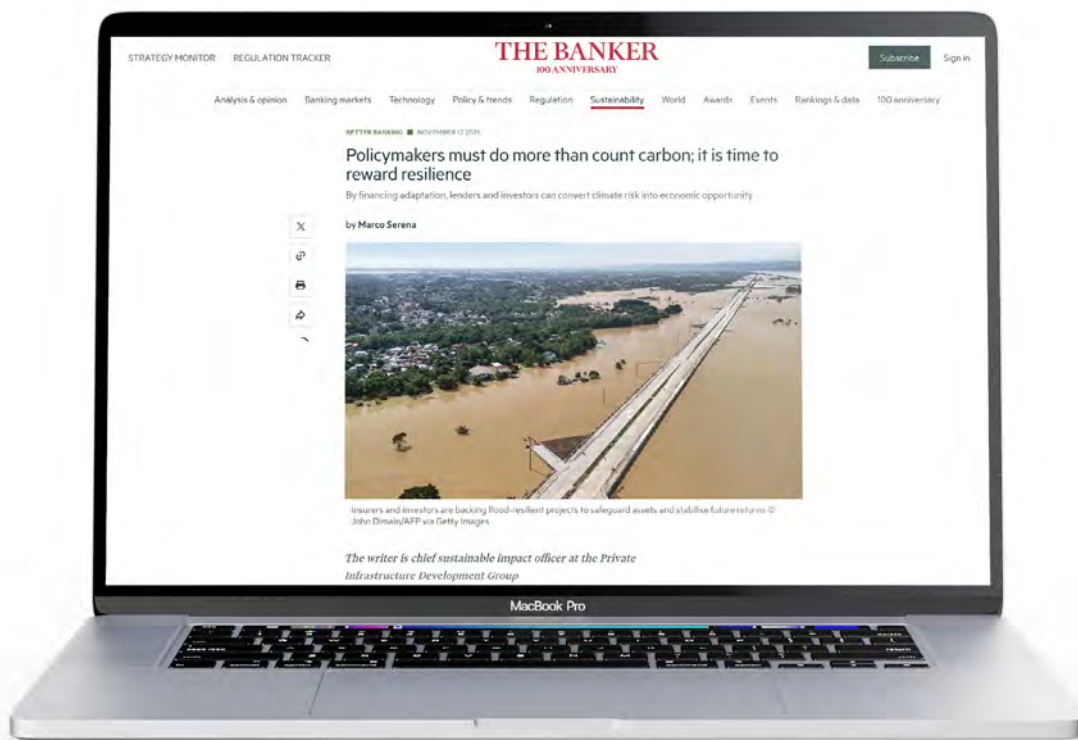 STRATEGY MONITOR REGULATION TRACKER
THE BANKER
100 ANNIVERSARY
Subscribe Sign in
Analysis & opinion Banking markets Technology Policy & trends Regulation Sustainability World Awards Events Rankings & data 100 anniversary
BETTER BANKING NOVEMBER 12 2025
Policymakers must do more than count carbon; it is time to
reward resilience
By financing adaptation, lenders and investors can convert climate risk into economic opportunity
by Marco Serena
Insurers and investors are backing flood-resilient projects to safeguard assets and stabilise future returns ©
John Dimain/AFP via Getty Images
The writer is chief sustainable impact officer at the Private
Infrastructure Development Group
MacBook Pro